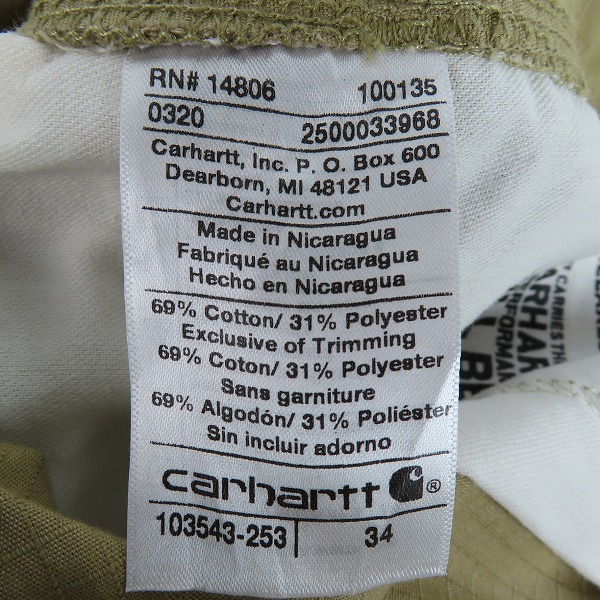 RN# 14806 100135
0320 2500033968
Carhartt, Inc. P. O. Box 600
Dearborn, MI 48121 USA
Carhartt.com
Made in Nicaragua
Fabriqué au Nicaragua
Hecho en Nicaragua
69% Cotton/ 31% Polyester
Exclusive of Trimming
69% Coton/ 31% Polyester
Sans garniture
69% Algodón/ 31% Poliéster
Sin incluir adorno
carhartt ®
103543-253 34
CARRIES TH